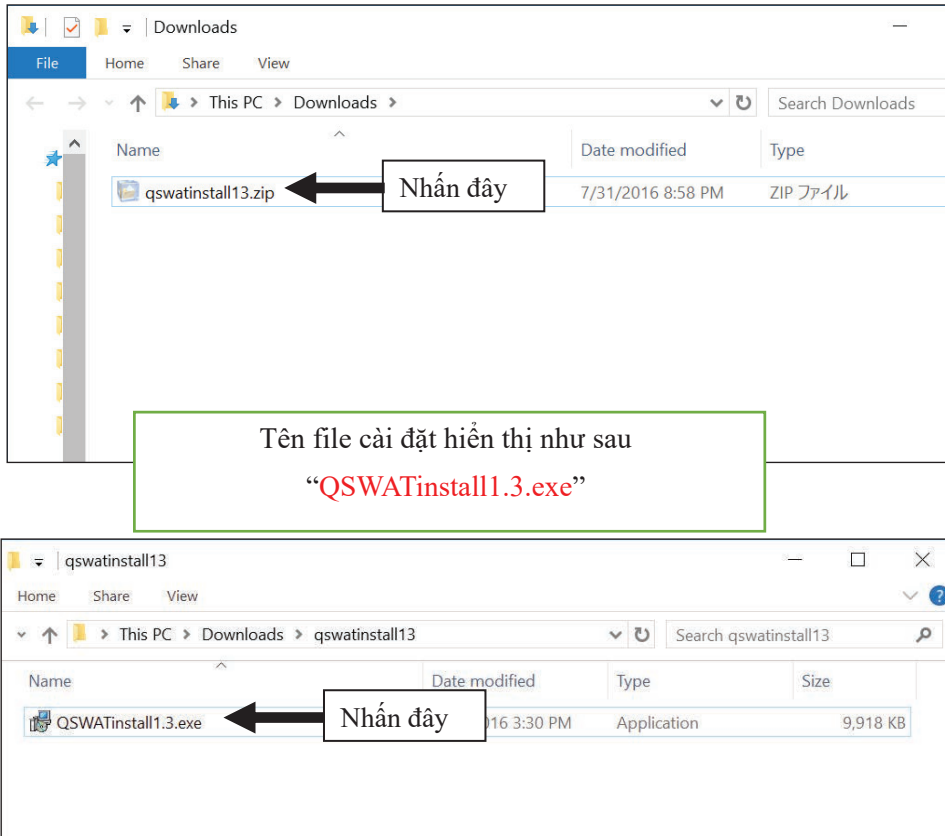 Downloads
File Home Share View
This PC > Downloads > Search Downloads
Name Date modified Type
qswatinstall13.zip Nhấn đây 7/31/2016 8:58 PM ZIP ファイル
Tên file cài đặt hiển thị như sau
“QSWATinstall1.3.exe”
qswatinstall13
Home Share View
This PC > Downloads > qswatinstall13 Search qswatinstall13
Name Date modified Type Size
QSWATinstall1.3.exe Nhấn đây 016 3:30 PM Application 9,918 KB